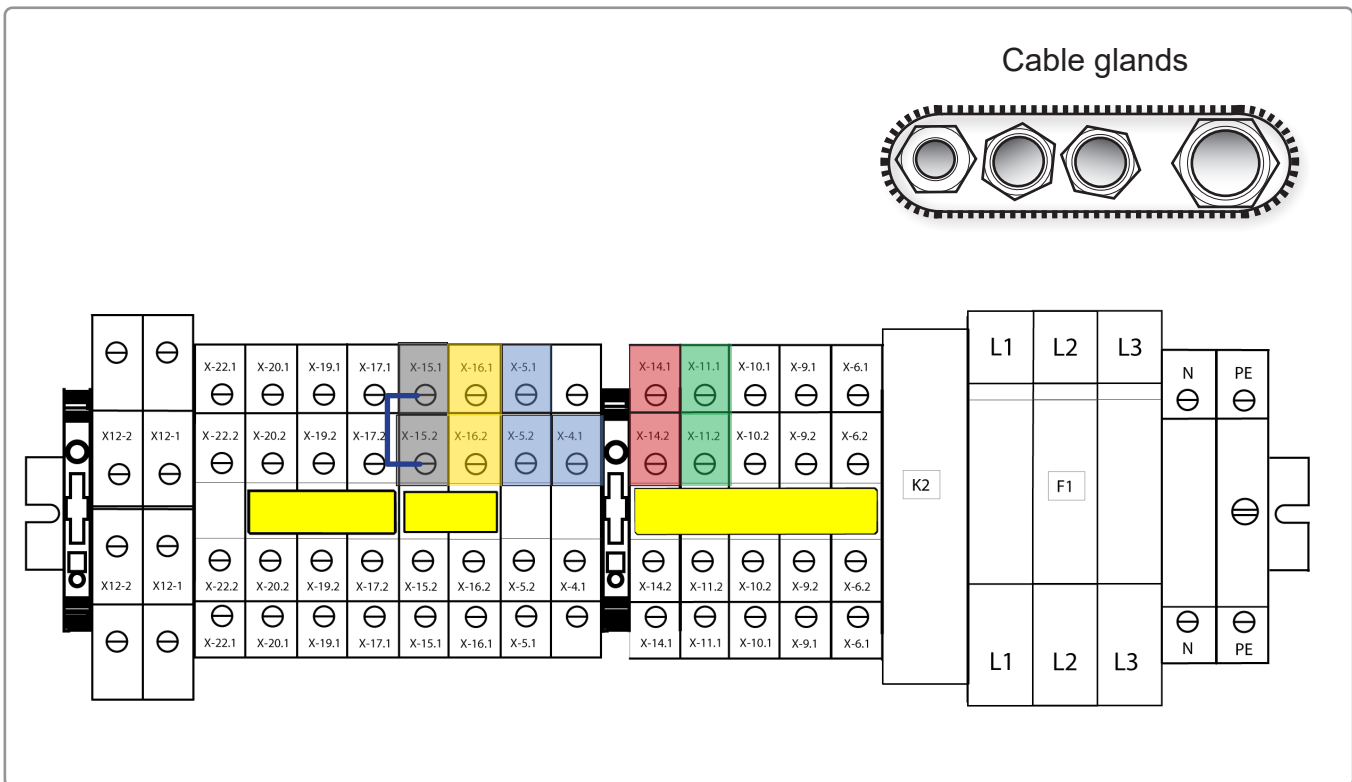 Cable glands
L1 L2 L3
X-22.1 X-20.1 X-19.1 X-17.1 X-15.1 X-16.1 X-5.1 X-14.1 X-11.1 X-10.1 X-9.1 X-6.1 N PE
X12-2 X12-1 X-22.2 X-20.2 X-19.2 X-17.2 X-15.2 X-16.2 X-5.2 X-4.1 X-14.2 X-11.2 X-10.2 X-9.2 X-6.2
K2 F1
X12-2 X12-1 X-22.2 X-20.2 X-19.2 X-17.2 X-15.2 X-16.2 X-5.2 X-4.1 X-14.2 X-11.2 X-10.2 X-9.2 X-6.2
X-22.1 X-20.1 X-19.1 X-17.1 X-15.1 X-16.1 X-5.1 X-14.1 X-11.1 X-10.1 X-9.1 X-6.1 N PE
L1 L2 L3